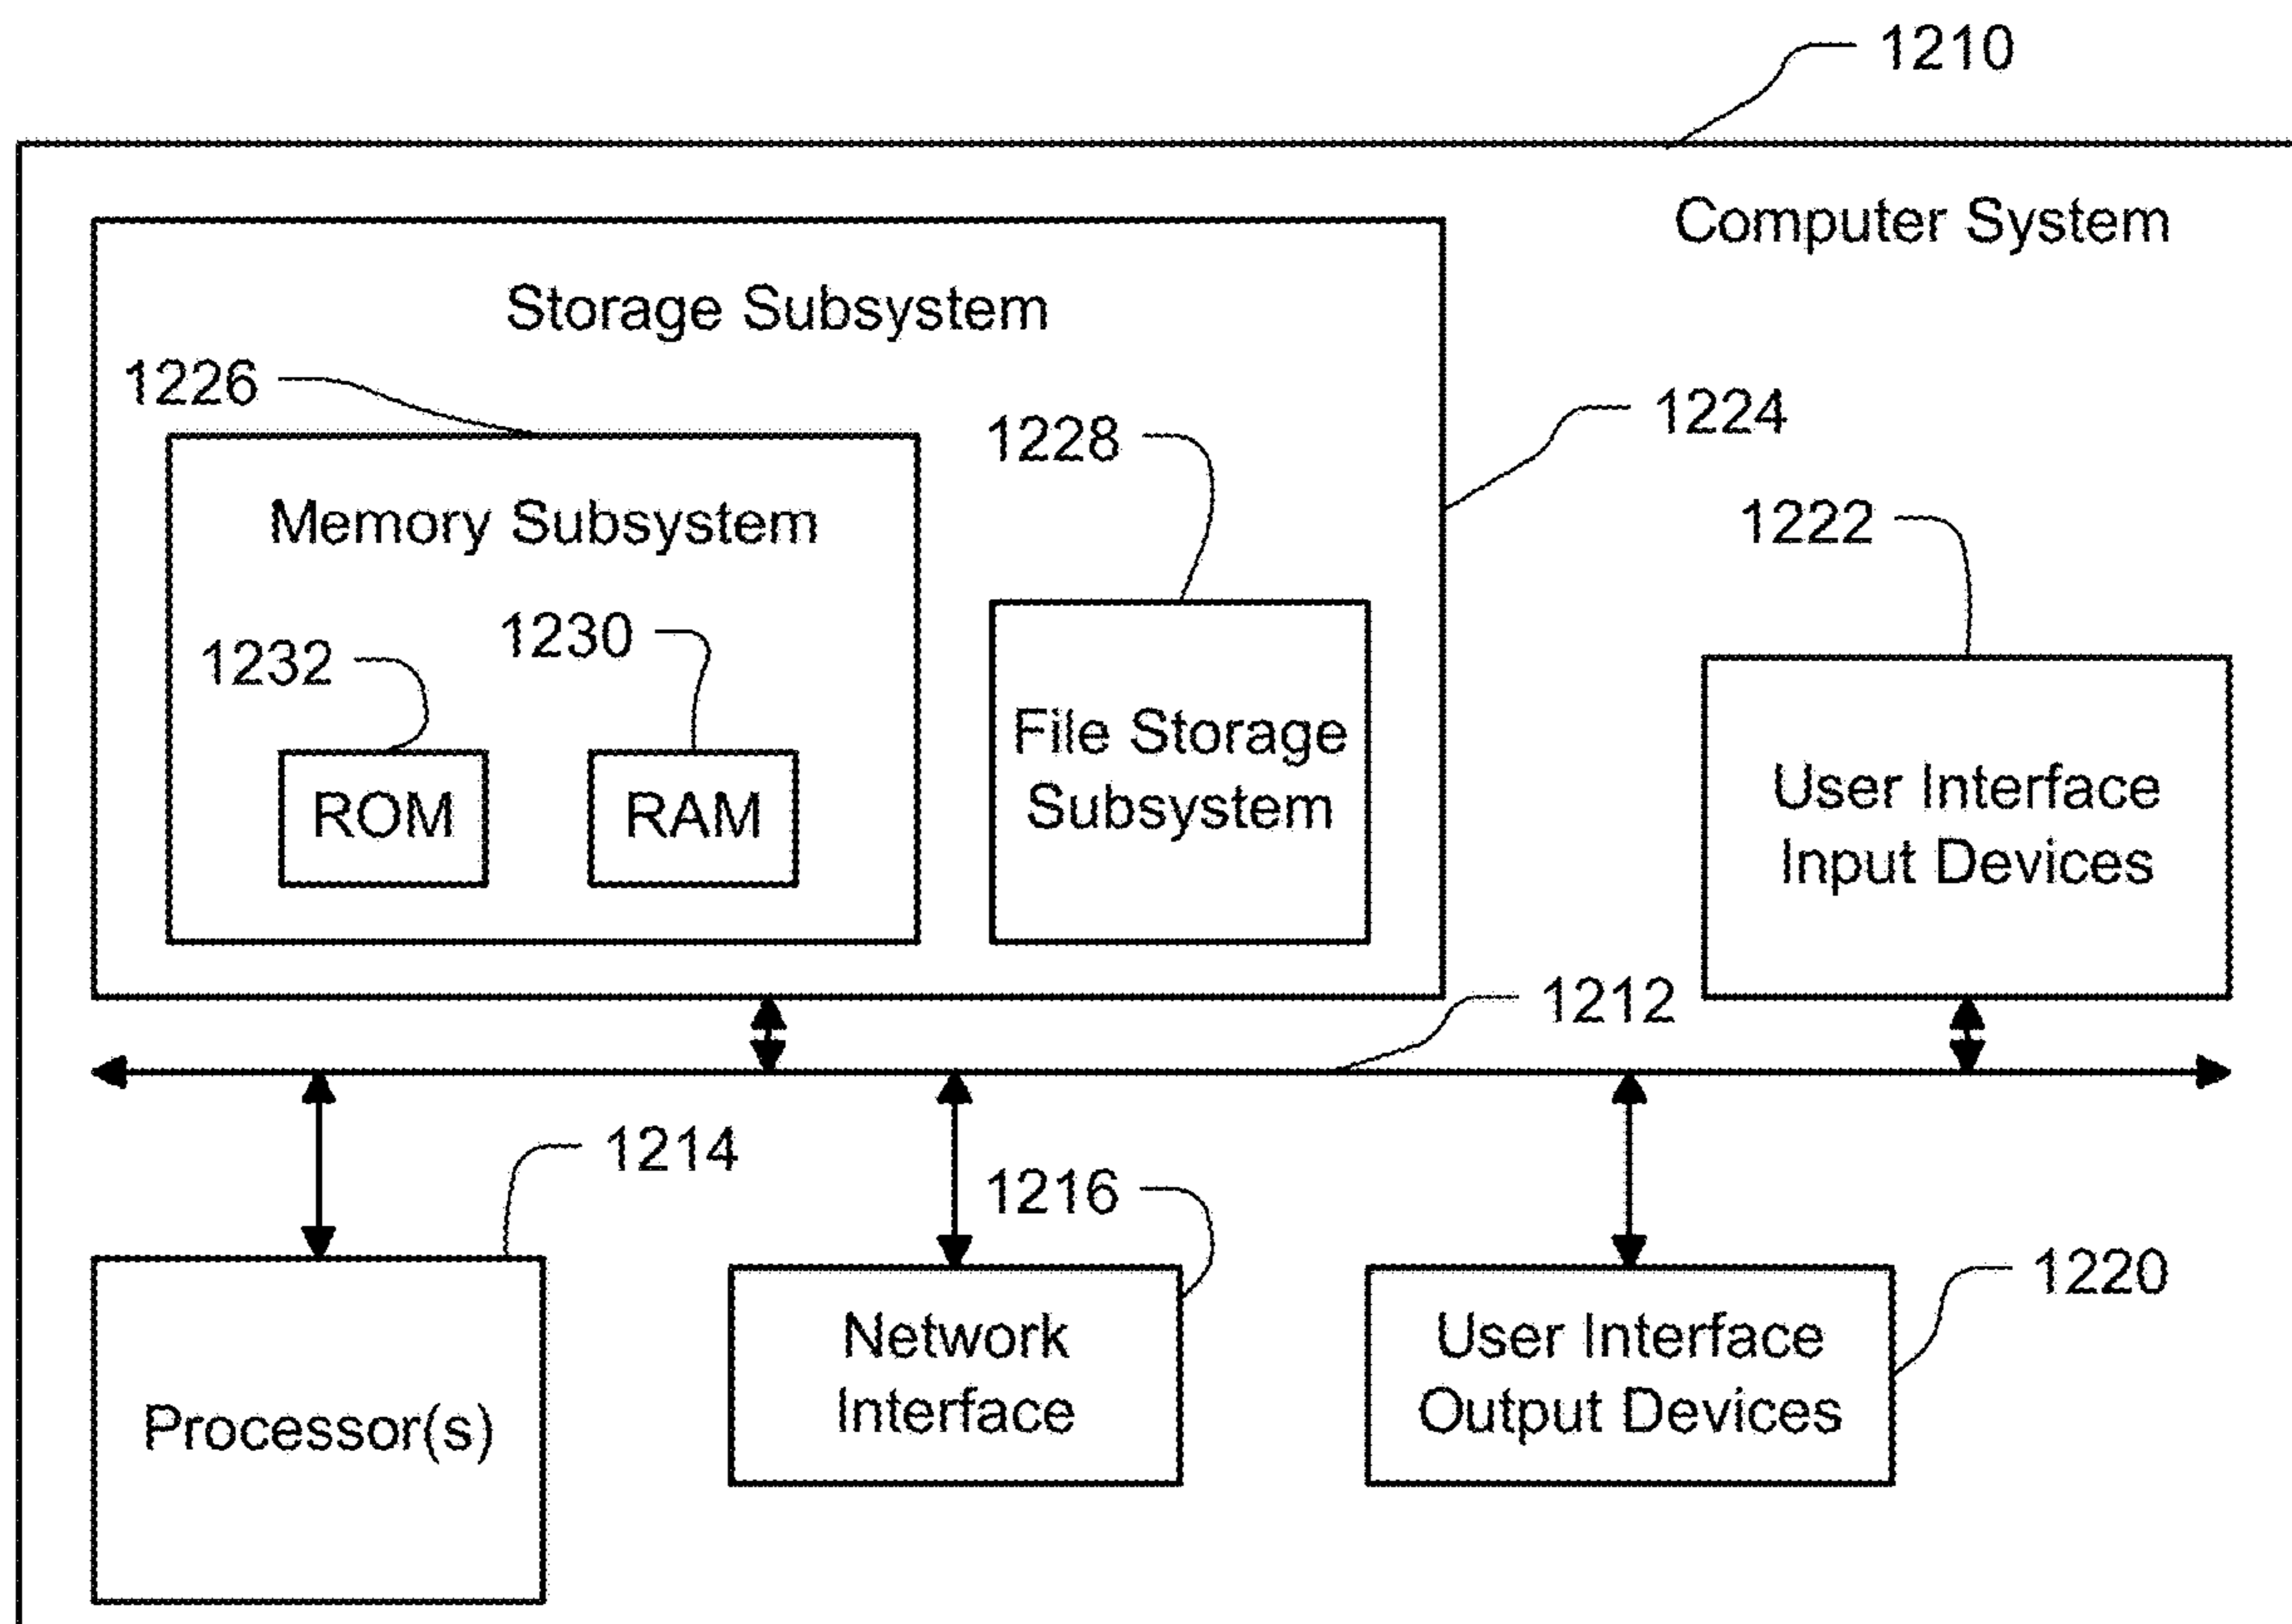 1210
Computer System
Storage Subsystem
1226
1224
1228
Memory Subsystem
1222
1232
1230
File Storage
Subsystem
ROM
RAM
User Interface
Input Devices
1212
1214
1216
1220
Processor(s)
Network
Interface
User Interface
Output Devices